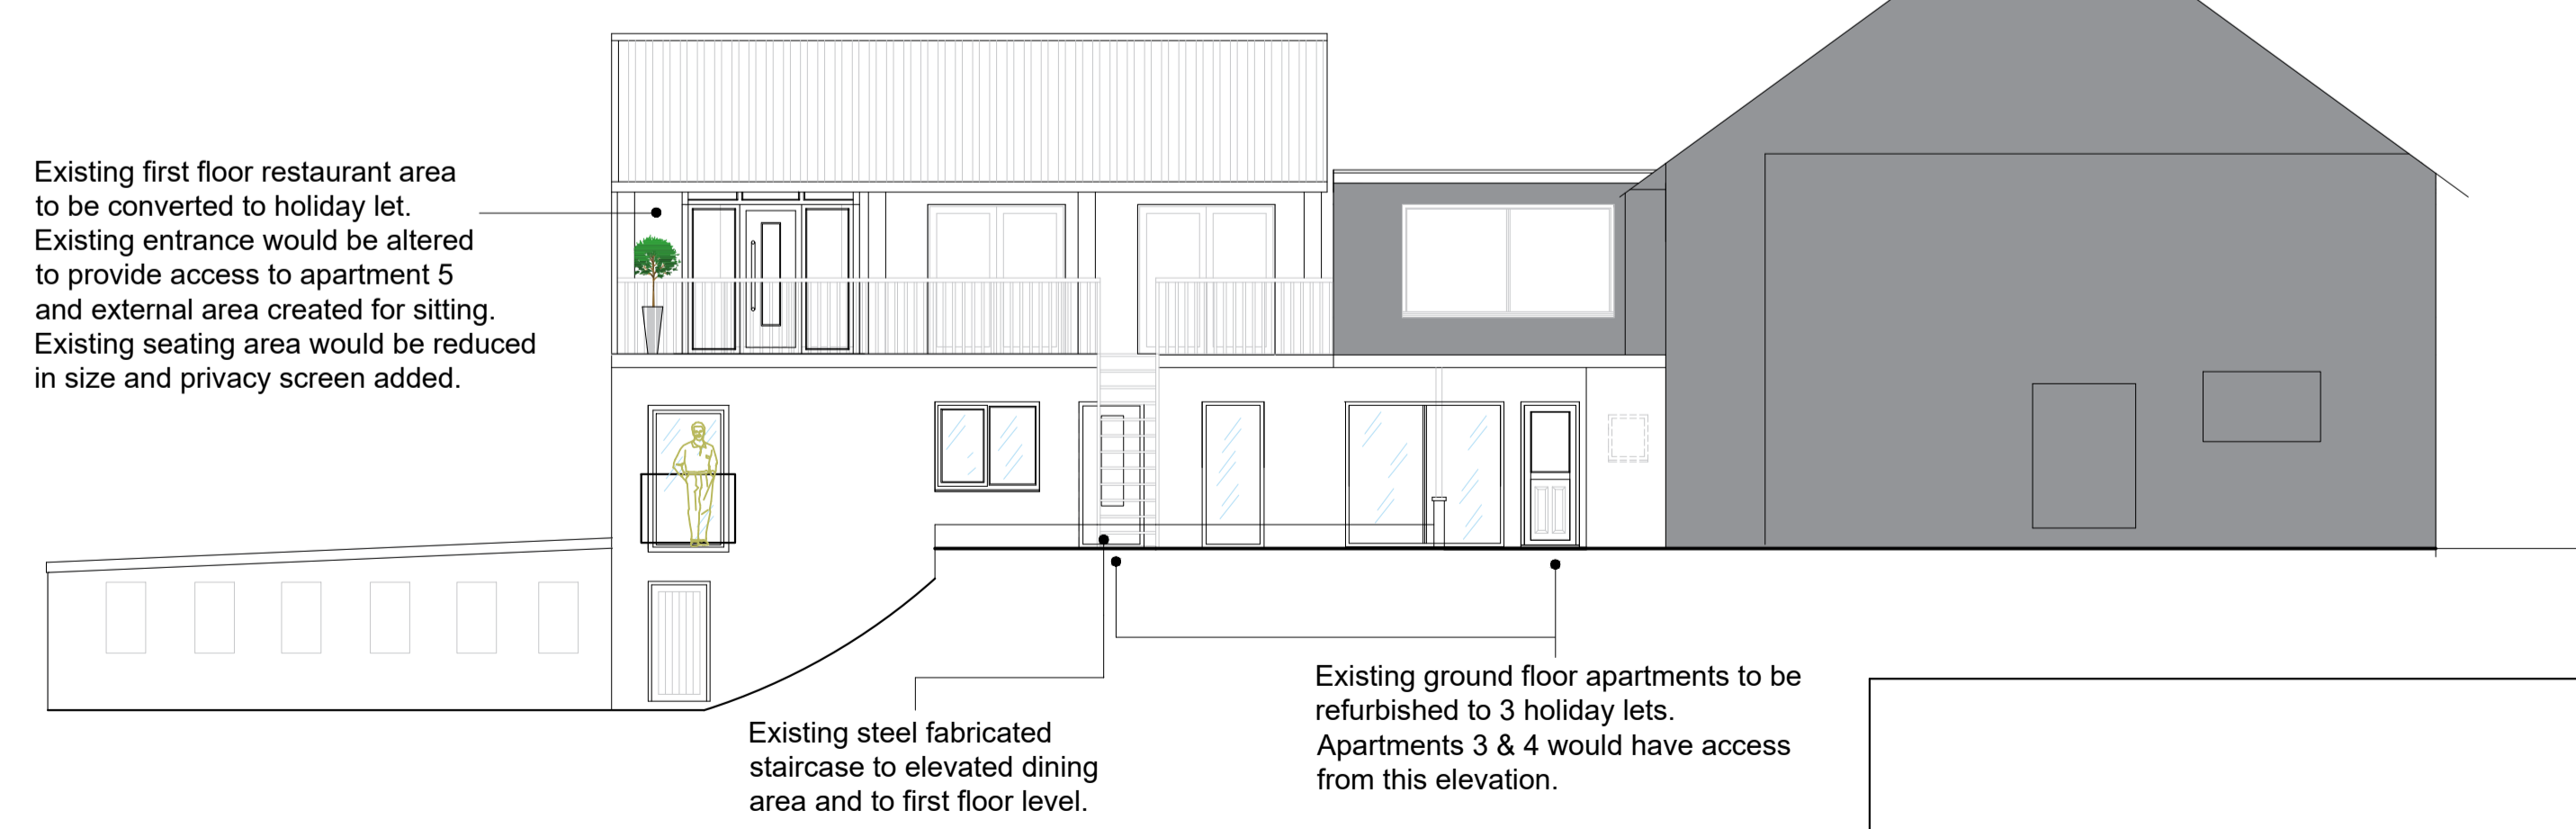 Existing first floor restaurant area
to be converted to holiday let.
Existing entrance would be altered
to provide access to apartment 5
and external area created for sitting.
Existing seating area would be reduced
in size and privacy screen added.
Existing steel fabricated
staircase to elevated dining
area and to first floor level.
Existing ground floor apartments to be
refurbished to 3 holiday lets.
Apartments 3 & 4 would have access
from this elevation.